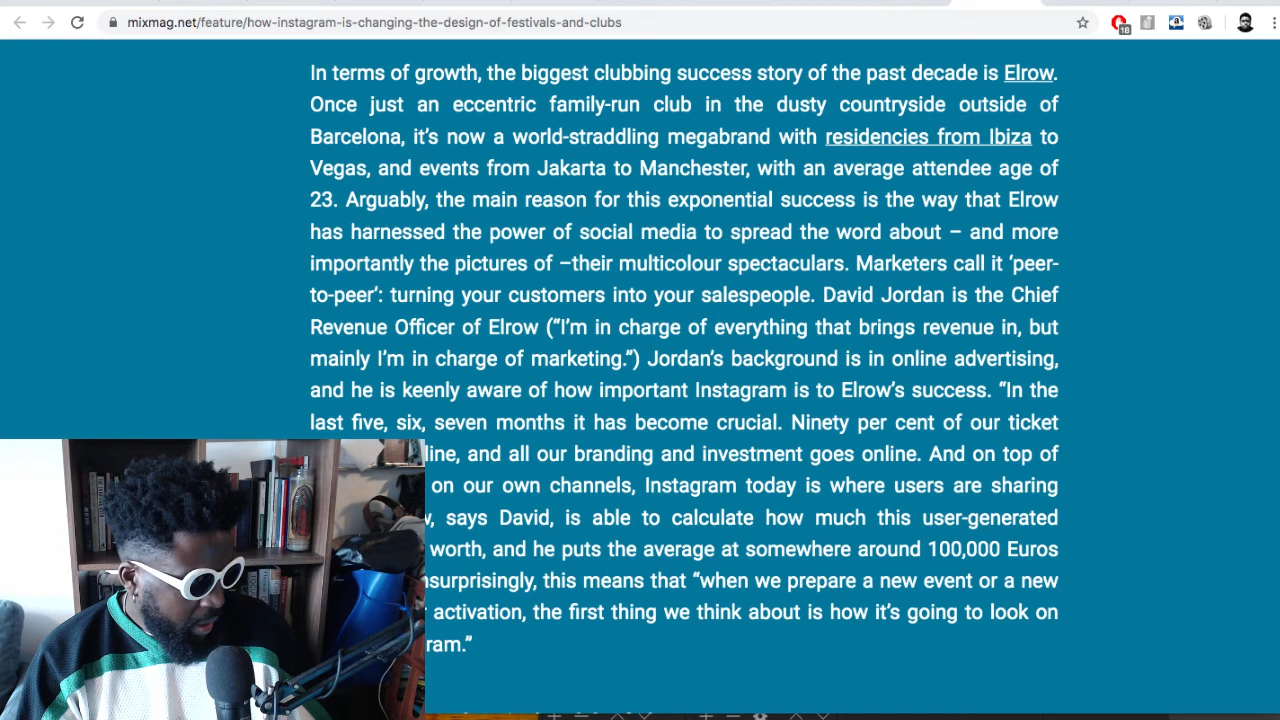 mixmag.net/feature/how-instagram-is-changing-the-design-of-festivals-and-clubs
18
In terms of growth, the biggest clubbing success story of the past decade is Elrow.
Once just an eccentric family-run club in the dusty countryside outside of
Barcelona, it’s now a world-straddling megabrand with residencies from Ibiza to
Vegas, and events from Jakarta to Manchester, with an average attendee age of
23. Arguably, the main reason for this exponential success is the way that Elrow
has harnessed the power of social media to spread the word about – and more
importantly the pictures of –their multicolour spectaculars. Marketers call it ‘peer-
to-peer’: turning your customers into your salespeople. David Jordan is the Chief
Revenue Officer of Elrow (“I’m in charge of everything that brings revenue in, but
mainly I’m in charge of marketing.”) Jordan’s background is in online advertising,
and he is keenly aware of how important Instagram is to Elrow’s success. “In the
last five, six, seven months it has become crucial. Ninety per cent of our ticket
line, and all our branding and investment goes online. And on top of
on our own channels, Instagram today is where users are sharing
says David, is able to calculate how much this user-generated
worth, and he puts the average at somewhere around 100,000 Euros
nsurprisingly, this means that “when we prepare a new event or a new
activation, the first thing we think about is how it’s going to look on
ram.”